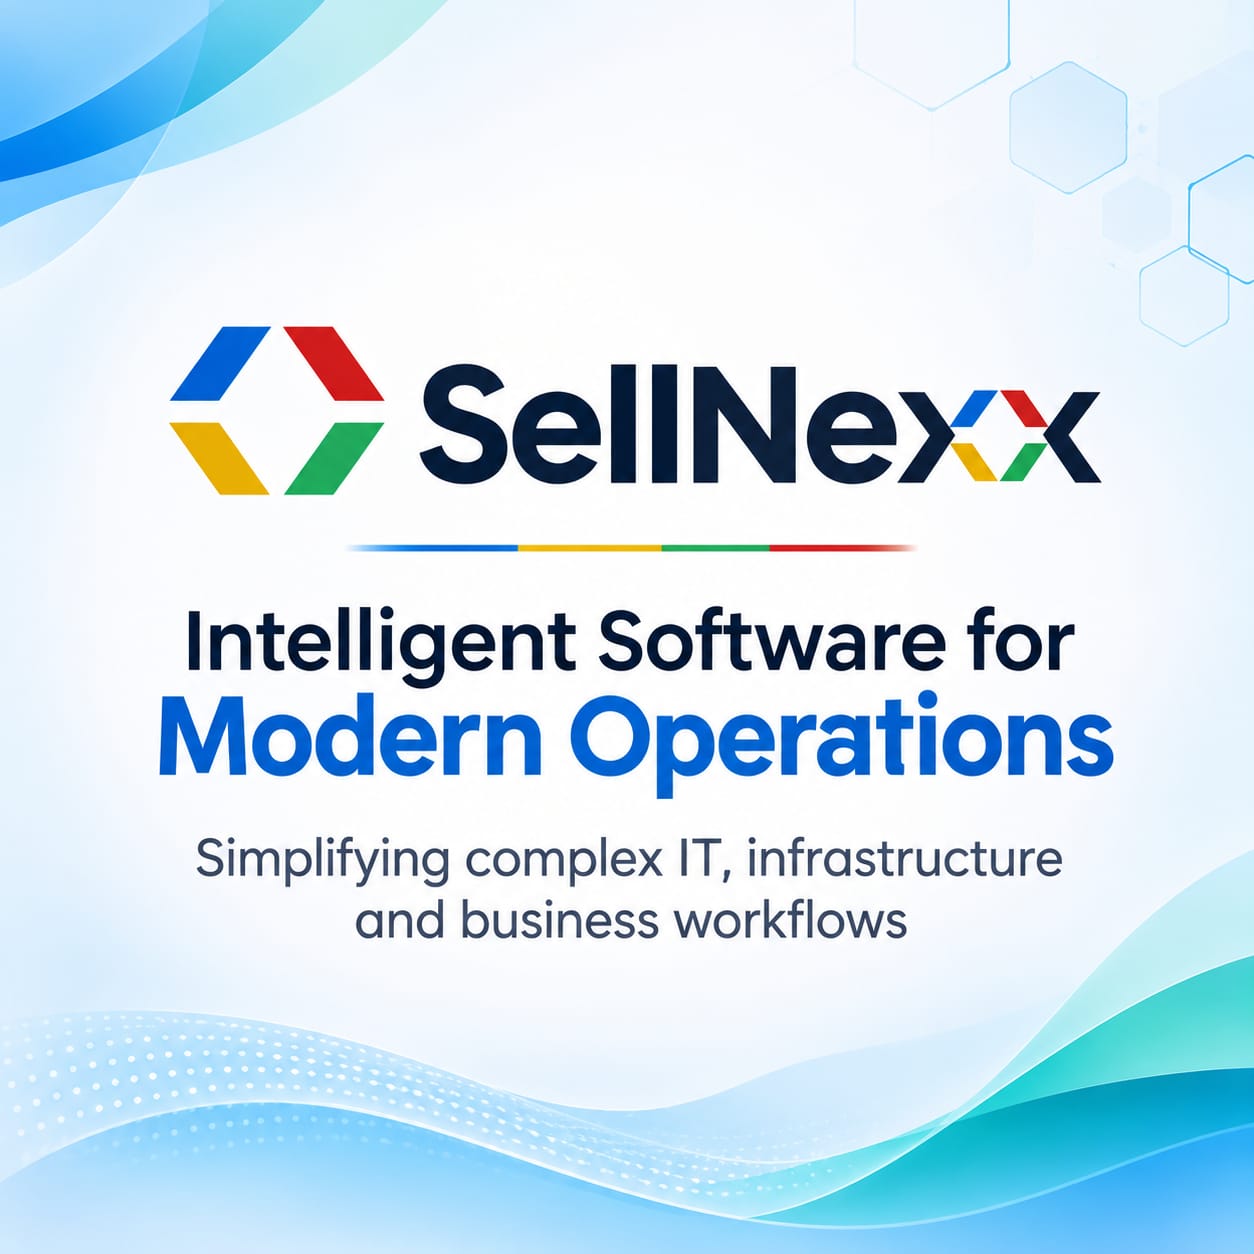 SellNexx
Intelligent Software for
Modern Operations
Simplifying complex IT, infrastructure
and business workflows